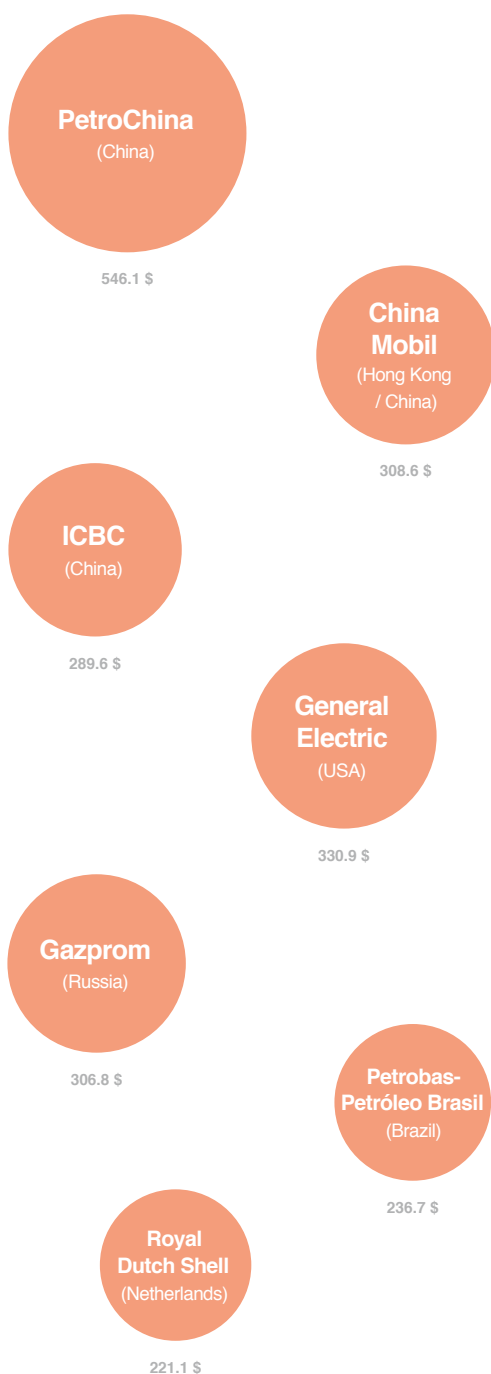 PetroChina
(China)
546.1 $
China
Mobil
(Hong Kong
/ China)
308.6 $
ICBC
(China)
289.6 $
General
Electric
(USA)
330.9 $
Gazprom
(Russia)
306.8 $
Petrobas-
Petróleo Brasil
(Brazil)
236.7 $
Royal
Dutch Shell
(Netherlands)
221.1 $